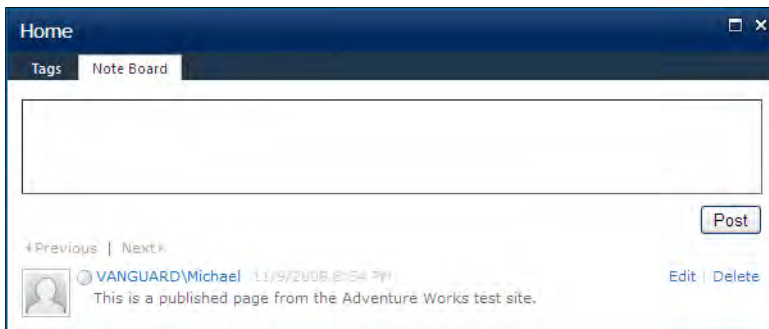 Home
Tags Note Board
Post
Previous | Next
VANGUARD\Michael 11/9/2009 8:54 PM Edit | Delete
This is a published page from the Adventure Works test site.